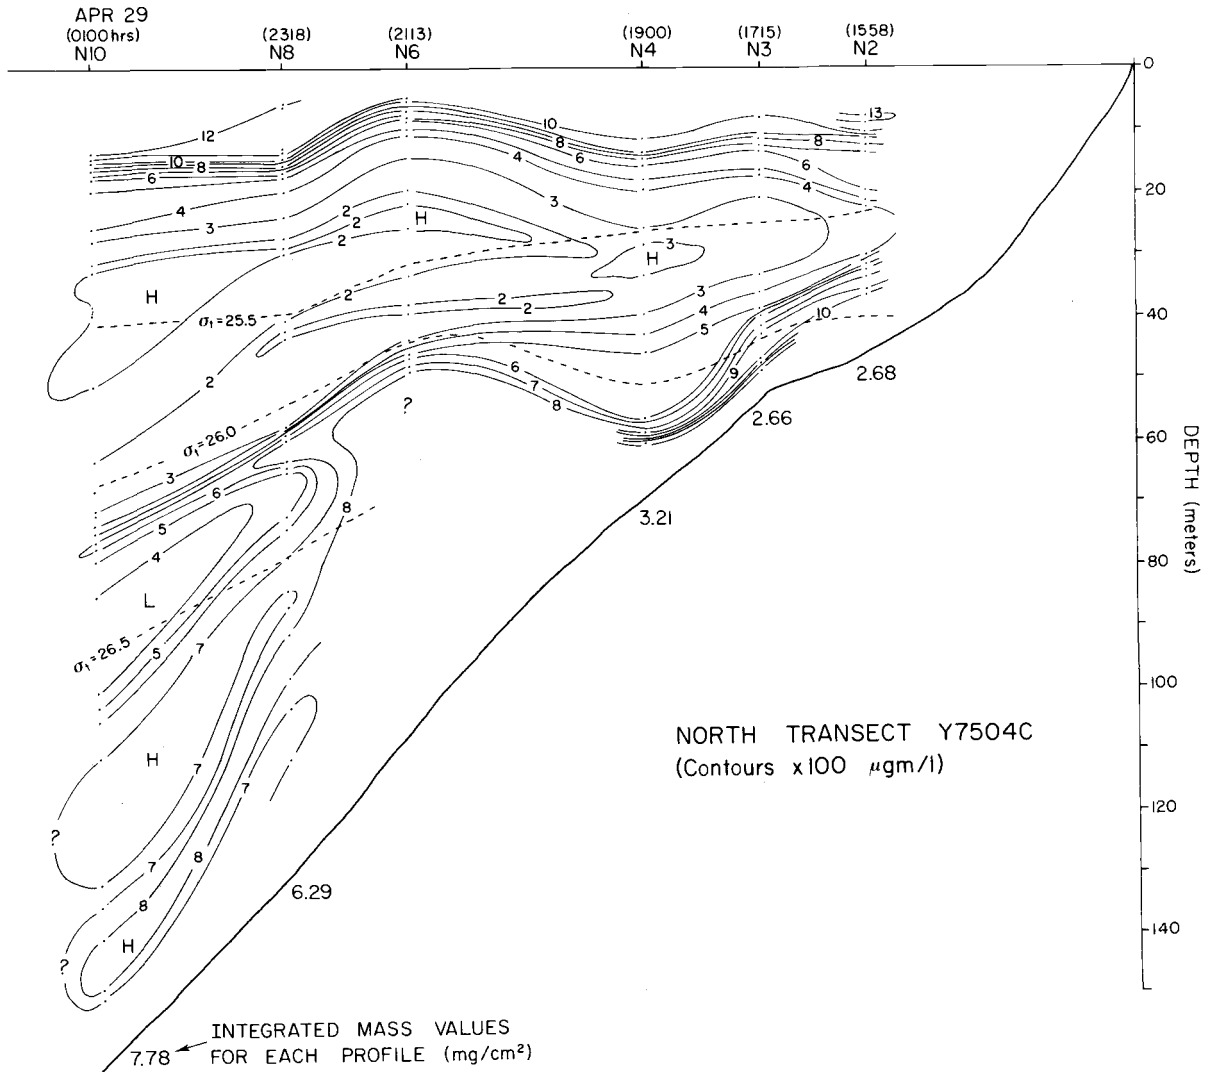 APR 29
(0100 hrs) (2318) (2113) (1900) (1715) (1558)
N10 N8 N6 N4 N3 N2
0
13
12
10
10 8 10 8
8 6 6
6 4 4
20
4 3 2 2 H 3
3 2 3
H H
σt=25.5 2 2 2 3 4 5
10
40
2
6 7 8 9
2.68
?
2.66
σt=26.0
60
DEPTH (meters)
3
6
5 8
3.21
4
80
L
σt=26.5
5 7
100
H
NORTH TRANSECT Y7504C
(Contours x100 μgm/l)
7 7
120
?
7 8
8
6.29
H
140
?
INTEGRATED MASS VALUES
7.78 FOR EACH PROFILE (mg/cm²)